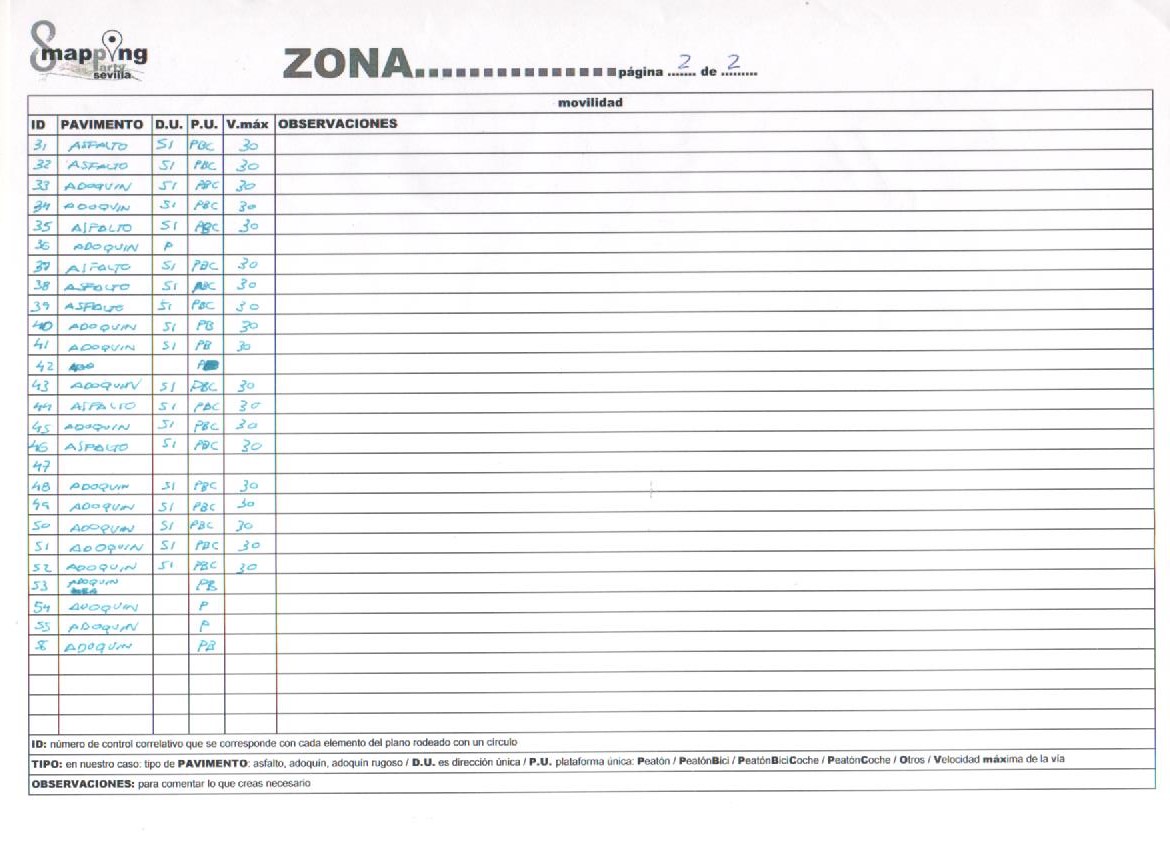 8
mapping
party
sevilla
ZONA.................página 2 de 2
movilidad
ID PAVIMENTO D.U. P.U. V.máx OBSERVACIONES
31 ASFALTO SI PBC 30
32 ASFALTO SI PBC 30
33 ADOQUIN SI PBC 30
34 ADOQUIN SI PBC 30
35 ASFALTO SI PBC 30
36 ADOQUIN P
37 ASFALTO SI PBC 30
38 ASFALTO SI PBC 30
39 ASFALTO SI PBC 30
40 ADOQUIN SI PB 30
41 ADOQUIN SI PB 30
42 P
43 ADOQUIN SI PBC 30
44 ASFALTO SI PBC 30
45 ADOQUIN SI PBC 30
46 ASFALTO SI PBC 30
47
48 ADOQUIN SI PBC 30
49 ADOQUIN SI PBC 30
50 ADOQUIN SI PBC 30
51 ADOQUIN SI PBC 30
52 ADOQUIN SI PBC 30
53 ADOQUIN PB
54 ADOQUIN P
55 ADOQUIN P
56 ADOQUIN PB
ID: número de control correlativo que se corresponde con cada elemento del plano rodeado con un círculo
TIPO: en nuestro caso: tipo de PAVIMENTO: asfalto, adoquin, adoquin rugoso / D.U. es dirección única / P.U. plataforma única: Peatón / PeatónBici / PeatónBiciCoche / PeatónCoche / Otros / Velocidad máxima de la vía
OBSERVACIONES: para comentar lo que creas necesario